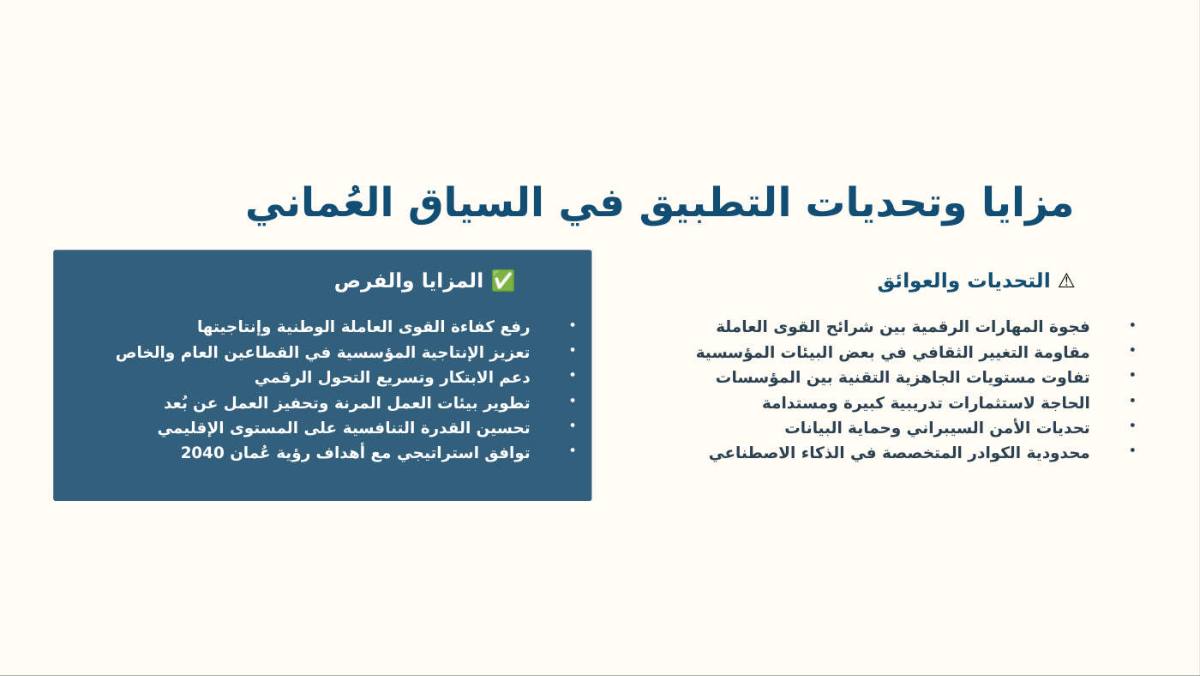 مزايا وتحديات التطبيق في السياق العُماني
⚠ التحديات والعوائق
• فجوة المهارات الرقمية بين شرائح القوى العاملة
• مقاومة التغيير الثقافي في بعض البيئات المؤسسية
• تفاوت مستويات الجاهزية التقنية بين المؤسسات
• الحاجة لاستثمارات تدريبية كبيرة ومستدامة
• تحديات الأمن السيبراني وحماية البيانات
• محدودية الكوادر المتخصصة في الذكاء الاصطناعي
✅ المزايا والفرص
• رفع كفاءة القوى العاملة الوطنية وإنتاجيتها
• تعزيز الإنتاجية المؤسسية في القطاعين العام والخاص
• دعم الابتكار وتسريع التحول الرقمي
• تطوير بيئات العمل المرنة وتحفيز العمل عن بُعد
• تحسين القدرة التنافسية على المستوى الإقليمي
• توافق استراتيجي مع أهداف رؤية عُمان 2040